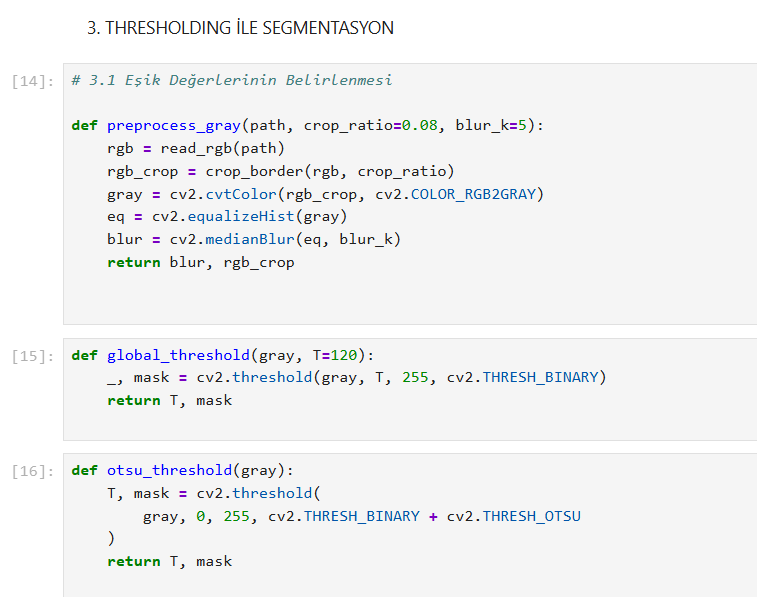 3. THRESHOLDING İLE SEGMENTASYON
[14]:
# 3.1 Eşik Değerlerinin Belirlenmesi
def preprocess_gray(path, crop_ratio=0.08, blur_k=5):
    rgb = read_rgb(path)
    rgb_crop = crop_border(rgb, crop_ratio)
    gray = cv2.cvtColor(rgb_crop, cv2.COLOR_RGB2GRAY)
    eq = cv2.equalizeHist(gray)
    blur = cv2.medianBlur(eq, blur_k)
    return blur, rgb_crop
[15]:
def global_threshold(gray, T=120):
    _, mask = cv2.threshold(gray, T, 255, cv2.THRESH_BINARY)
    return T, mask
[16]:
def otsu_threshold(gray):
    T, mask = cv2.threshold(
        gray, 0, 255, cv2.THRESH_BINARY + cv2.THRESH_OTSU
    )
    return T, mask